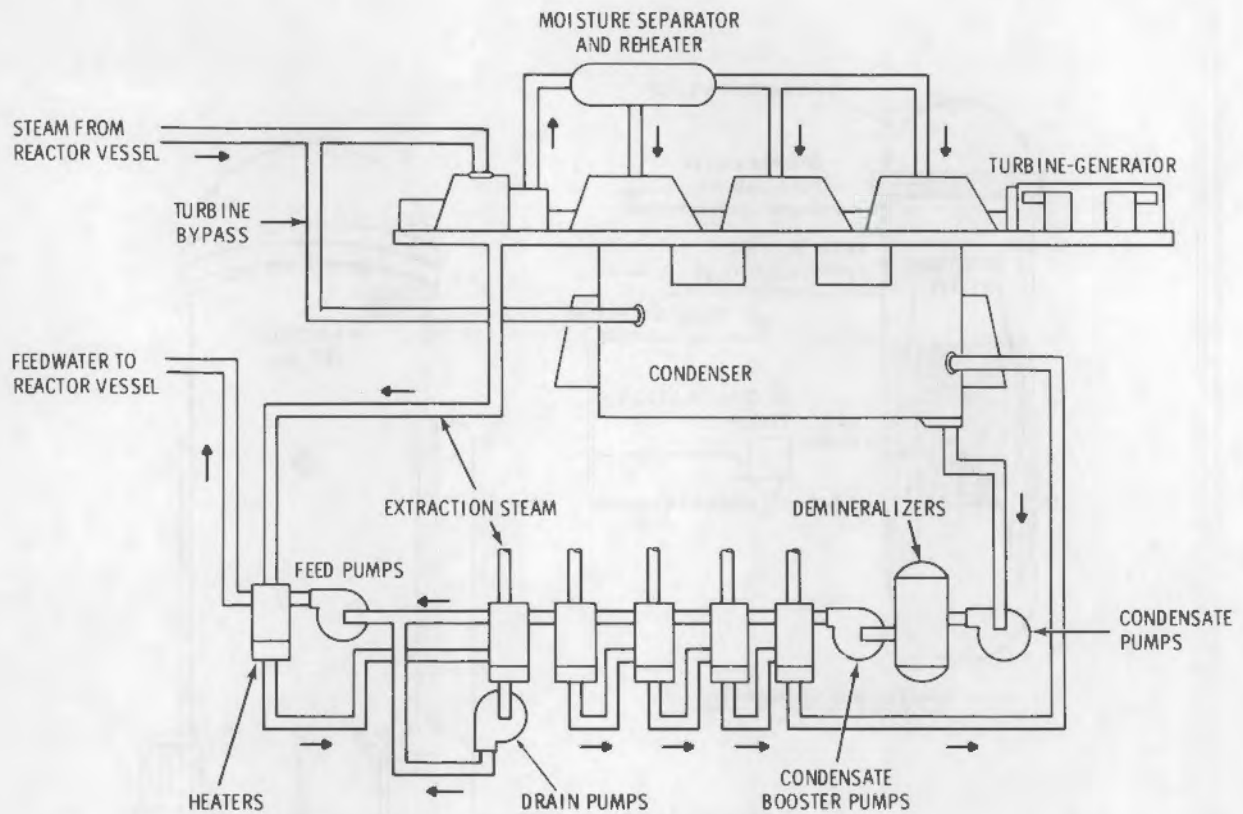 MOISTURE SEPARATOR
AND REHEATER
STEAM FROM
REACTOR VESSEL
TURBINE-GENERATOR
TURBINE
BYPASS
FEEDWATER TO
REACTOR VESSEL
CONDENSER
EXTRACTION STEAM
DEMINERALIZERS
FEED PUMPS
CONDENSATE
PUMPS
HEATERS
DRAIN PUMPS
CONDENSATE
BOOSTER PUMPS